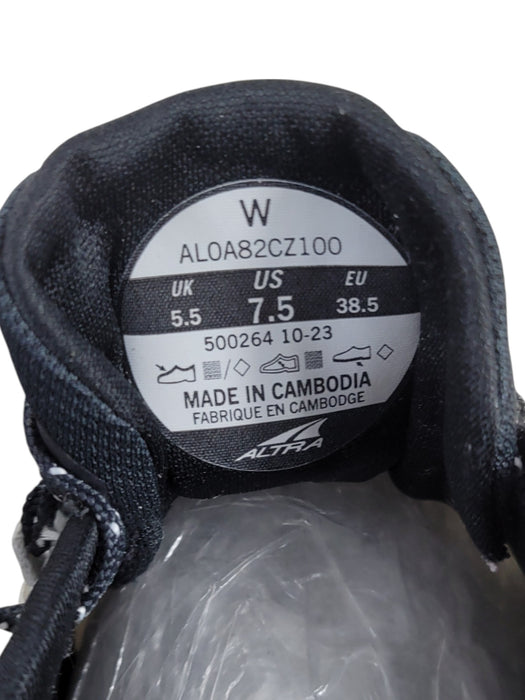 W
AL0A82CZ100
UK US EU
5.5 7.5 38.5
500264 10-23
MADE IN CAMBODIA
FABRIQUE EN CAMBODGE
ALTRA